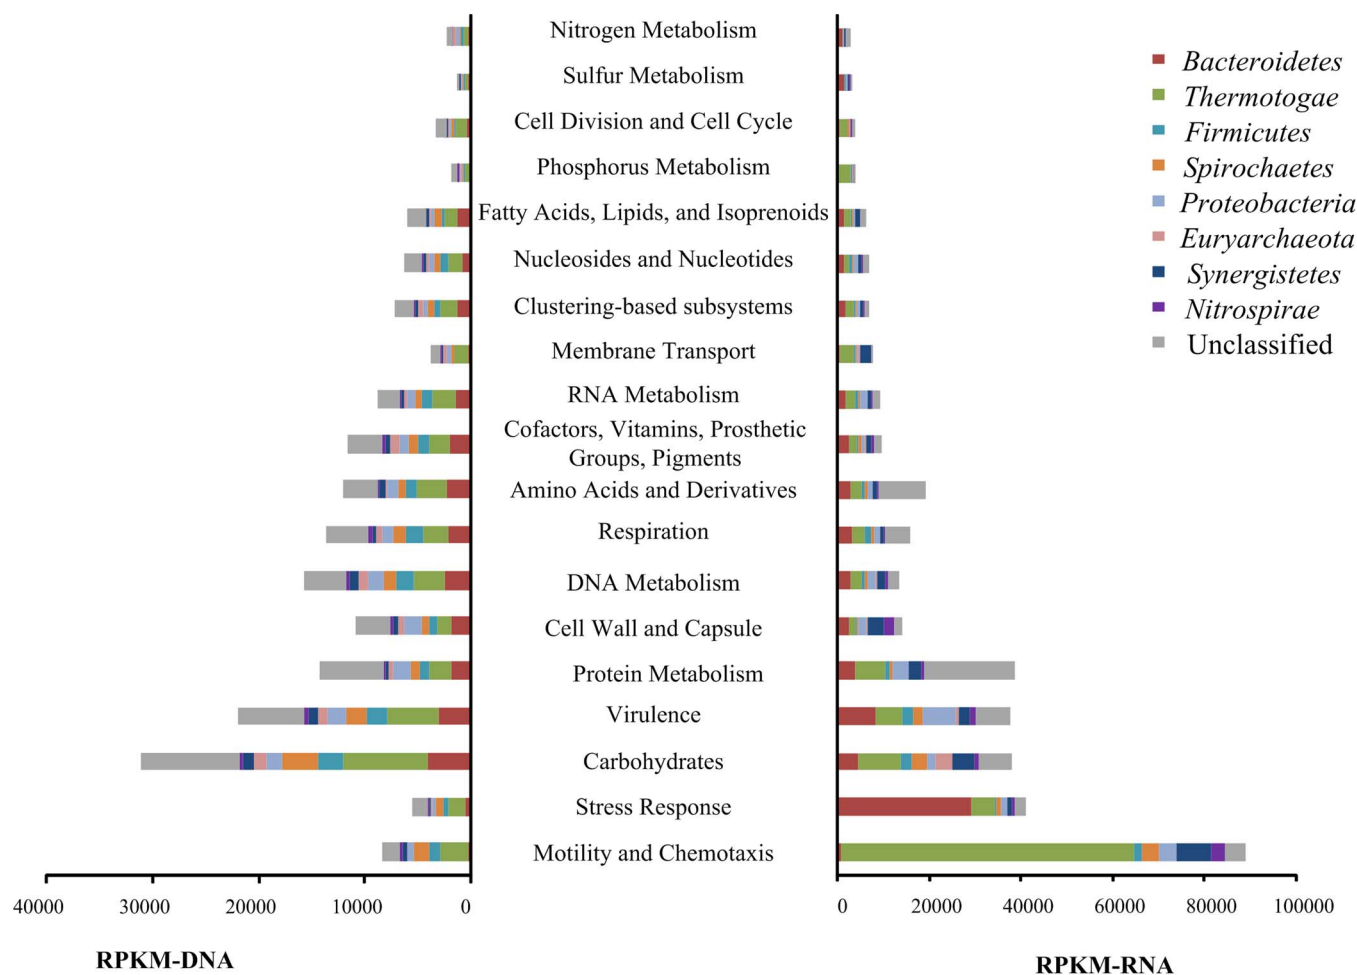 Nitrogen Metabolism
Sulfur Metabolism
Cell Division and Cell Cycle
Phosphorus Metabolism
Fatty Acids, Lipids, and Isoprenoids
Nucleosides and Nucleotides
Clustering-based subsystems
Membrane Transport
RNA Metabolism
Cofactors, Vitamins, Prosthetic
Groups, Pigments
Amino Acids and Derivatives
Respiration
DNA Metabolism
Cell Wall and Capsule
Protein Metabolism
Virulence
Carbohydrates
Stress Response
Motility and Chemotaxis
Bacteroidetes
Thermotogae
Firmicutes
Spirochaetes
Proteobacteria
Euryarchaeota
Synergistetes
Nitrospirae
Unclassified
40000 30000 20000 10000 0
0 20000 40000 60000 80000 100000
RPKM-DNA
RPKM-RNA